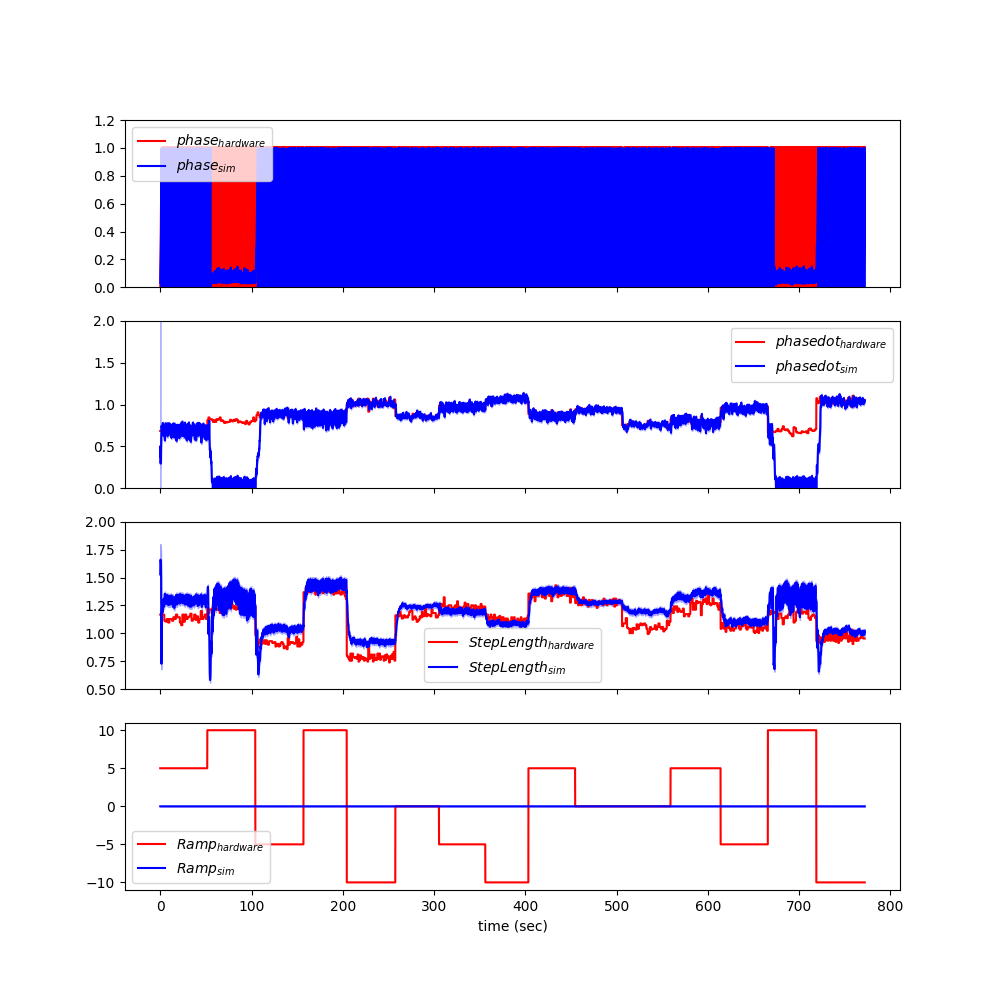 1.2
1.0
0.8
0.6
0.4
0.2
0.0
phase_hardware
phase_sim
2.0
1.5
1.0
0.5
0.0
phasedot_hardware
phasedot_sim
2.00
1.75
1.50
1.25
1.00
0.75
0.50
StepLength_hardware
StepLength_sim
10
5
0
−5
−10
Ramp_hardware
Ramp_sim
0 100 200 300 400 500 600 700 800
time (sec)